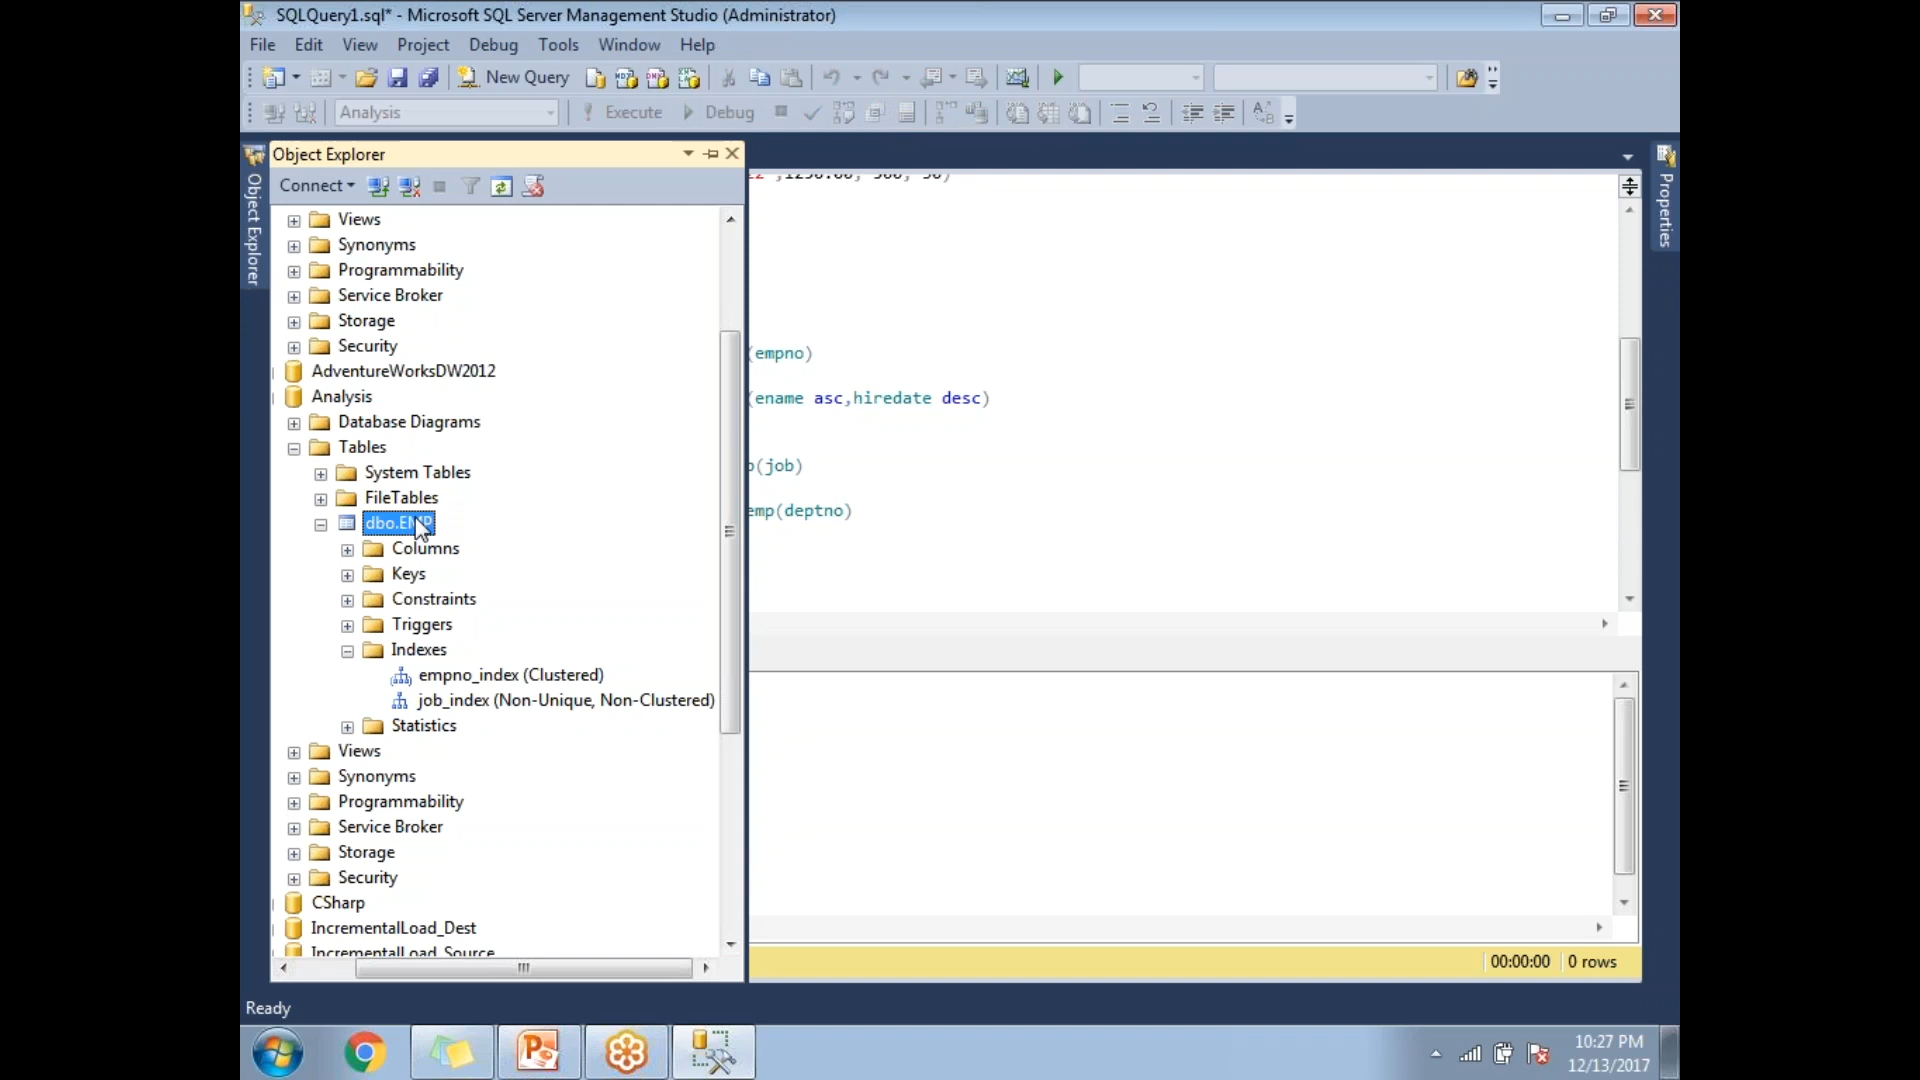 SQLQuery1.sql* - Microsoft SQL Server Management Studio (Administrator)
File Edit View Project Debug Tools Window Help
New Query
Analysis Execute Debug
Object Explorer
Object Explorer
Properties
Connect
Views
Synonyms
Programmability
Service Broker
Storage
Security
AdventureWorksDW2012
Analysis
Database Diagrams
Tables
System Tables
FileTables
dbo.EMP
Columns
Keys
Constraints
Triggers
Indexes
empno_index (Clustered)
job_index (Non-Unique, Non-Clustered)
Statistics
Views
Synonyms
Programmability
Service Broker
Storage
Security
CSharp
IncrementalLoad_Dest
IncrementalLoad_Source
(empno)
(ename asc,hiredate desc)
(job)
emp(deptno)
00:00:00 0 rows
Ready
10:27 PM
12/13/2017